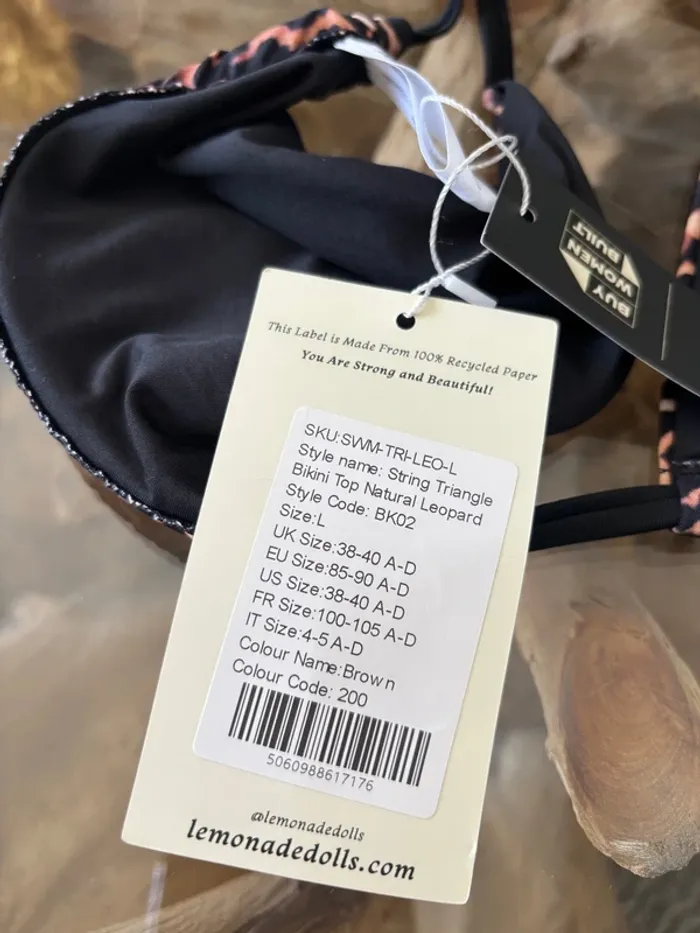 This Label is Made From 100% Recycled Paper
You Are Strong and Beautiful!
SKU:SWM-TRI-LEO-L
Style name: String Triangle
Bikini Top Natural Leopard
Style Code: BK02
Size:L
UK Size:38-40 A-D
EU Size:85-90 A-D
US Size:38-40 A-D
FR Size:100-105 A-D
IT Size:4-5 A-D
Colour Name:Brown
Colour Code: 200
5060988617176
@lemonadedolls
lemonadedolls.com
BUY
WOMEN
BUILT